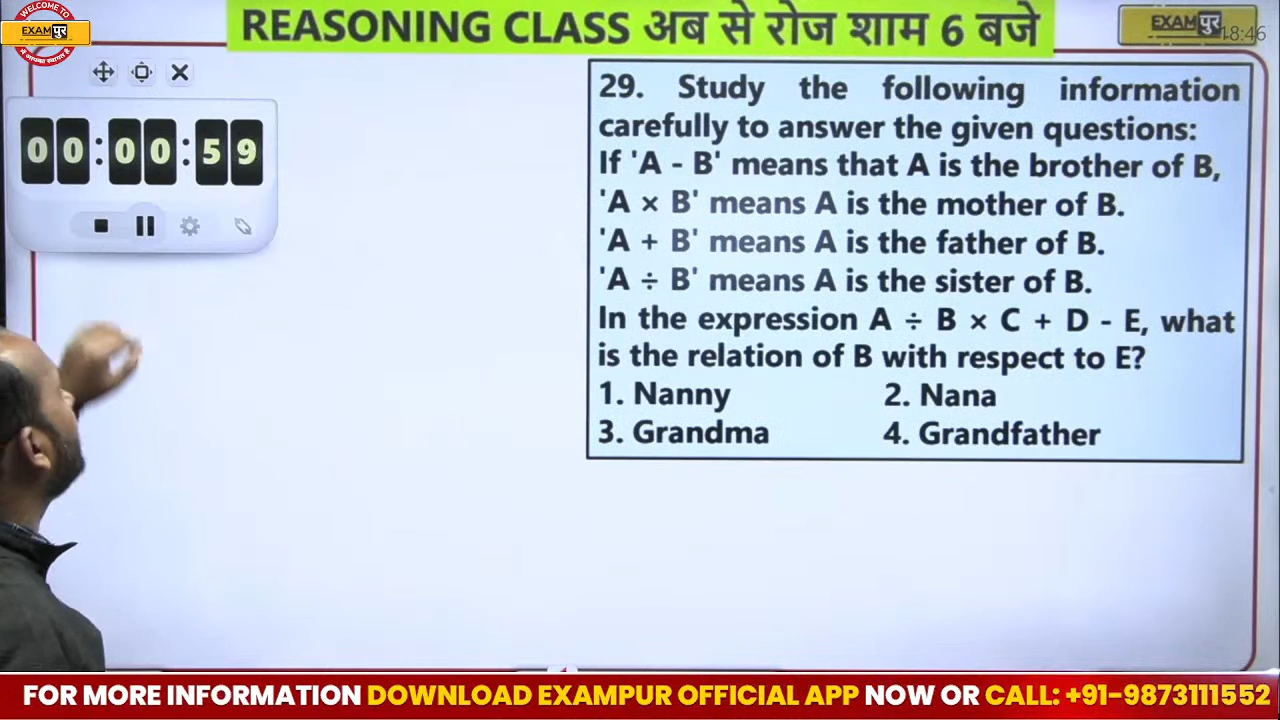 WELCOME TO
EXAMपुर
REASONING CLASS अब से रोज शाम 6 बजे
EXAMपुर
18:46
00:00:59
29. Study the following information
carefully to answer the given questions:
If 'A - B' means that A is the brother of B,
'A × B' means A is the mother of B.
'A + B' means A is the father of B.
'A ÷ B' means A is the sister of B.
In the expression A ÷ B × C + D - E, what
is the relation of B with respect to E?
1. Nanny 2. Nana
3. Grandma 4. Grandfather
FOR MORE INFORMATION DOWNLOAD EXAMPUR OFFICIAL APP NOW OR CALL: +91-9873111552